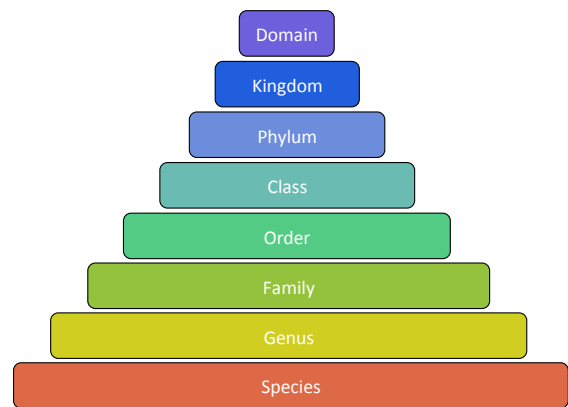 Domain
Kingdom
Phylum
Class
Order
Family
Genus
Species